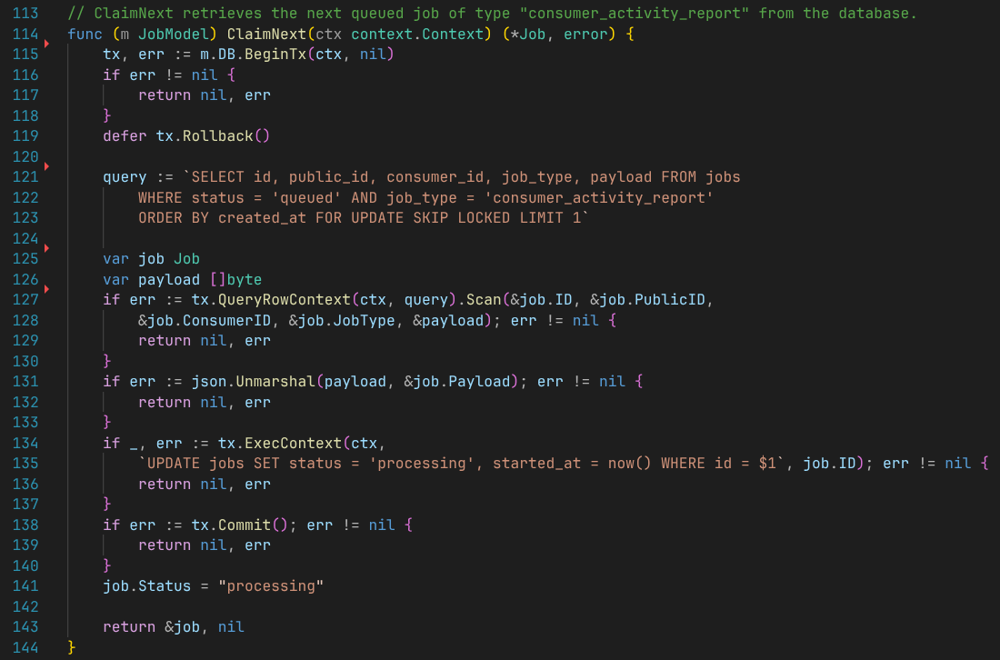 113 // ClaimNext retrieves the next queued job of type "consumer_activity_report" from the database.
114 func (m JobModel) ClaimNext(ctx context.Context) (*Job, error) {
115     tx, err := m.DB.BeginTx(ctx, nil)
116     if err != nil {
117         return nil, err
118     }
119     defer tx.Rollback()
120
121     query := `SELECT id, public_id, consumer_id, job_type, payload FROM jobs
122         WHERE status = 'queued' AND job_type = 'consumer_activity_report'
123         ORDER BY created_at FOR UPDATE SKIP LOCKED LIMIT 1`
124
125     var job Job
126     var payload []byte
127     if err := tx.QueryRowContext(ctx, query).Scan(&job.ID, &job.PublicID,
128         &job.ConsumerID, &job.JobType, &payload); err != nil {
129         return nil, err
130     }
131     if err := json.Unmarshal(payload, &job.Payload); err != nil {
132         return nil, err
133     }
134     if _, err := tx.ExecContext(ctx,
135         `UPDATE jobs SET status = 'processing', started_at = now() WHERE id = $1`, job.ID); err != nil {
136         return nil, err
137     }
138     if err := tx.Commit(); err != nil {
139         return nil, err
140     }
141     job.Status = "processing"
142
143     return &job, nil
144 }